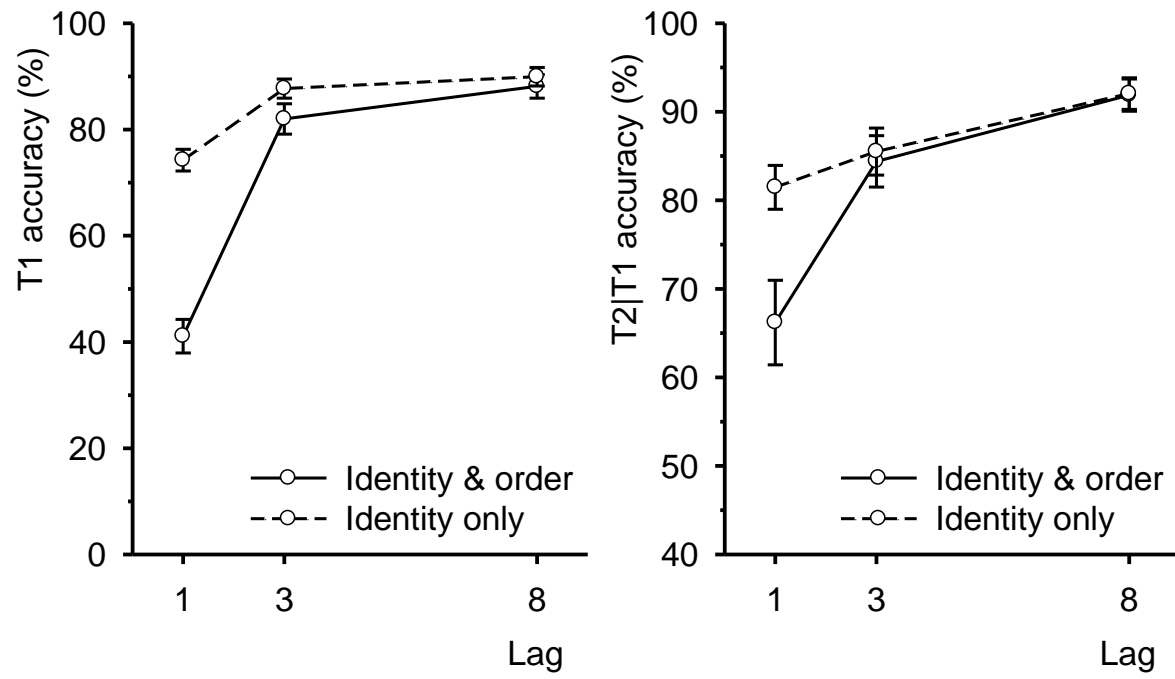 T1 accuracy (%)
100
80
60
40
20
0
Identity & order
Identity only
1 3 8
Lag
T2|T1 accuracy (%)
100
90
80
70
60
50
40
Identity & order
Identity only
1 3 8
Lag